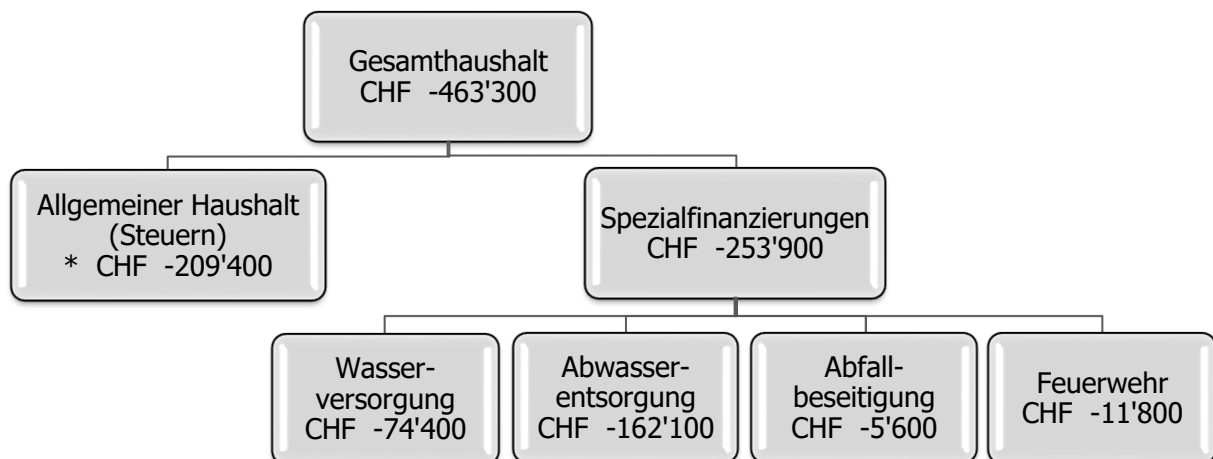 Gesamthaushalt
CHF -463'300
Allgemeiner Haushalt
(Steuern)
* CHF -209'400
Spezialfinanzierungen
CHF -253'900
Wasser-
versorgung
CHF -74'400
Abwasser-
entsorgung
CHF -162'100
Abfall-
beseitigung
CHF -5'600
Feuerwehr
CHF -11'800